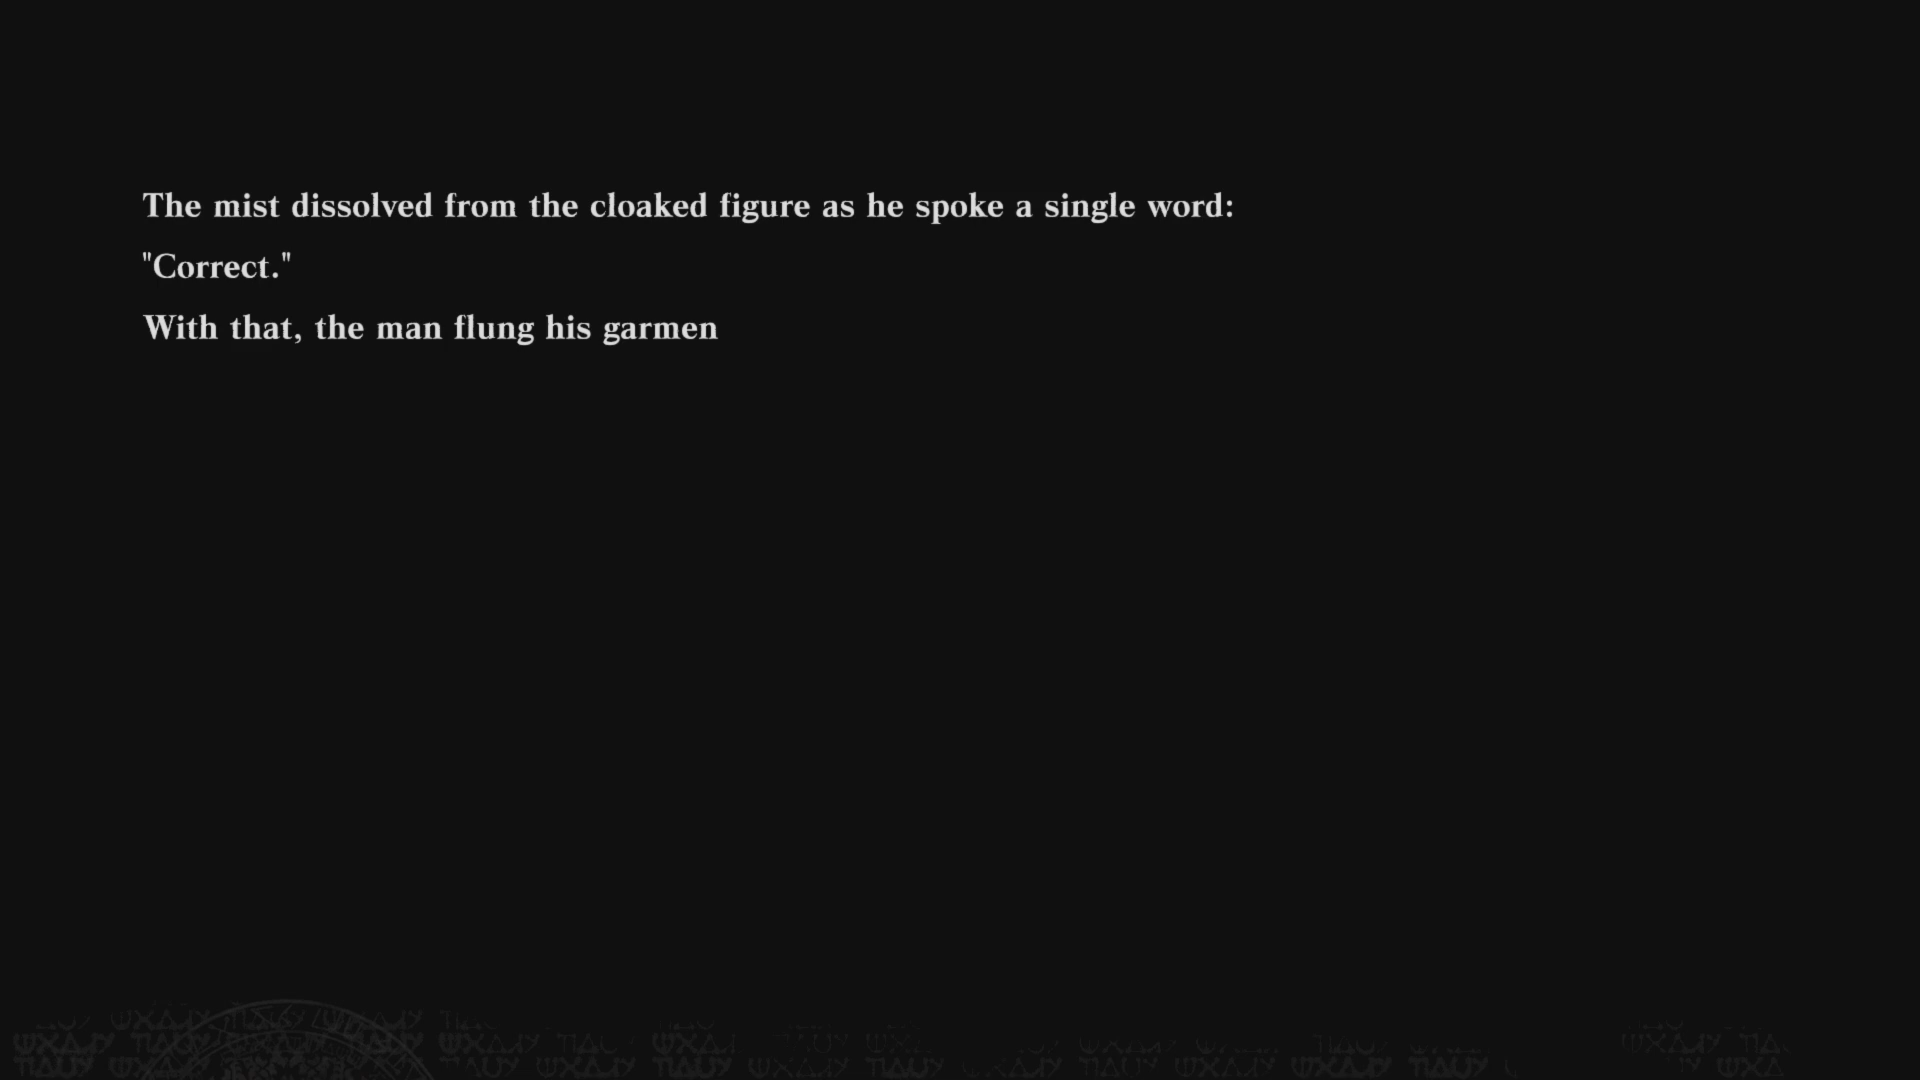 The mist dissolved from the cloaked figure as he spoke a single word:
"Correct."
With that, the man flung his garmen